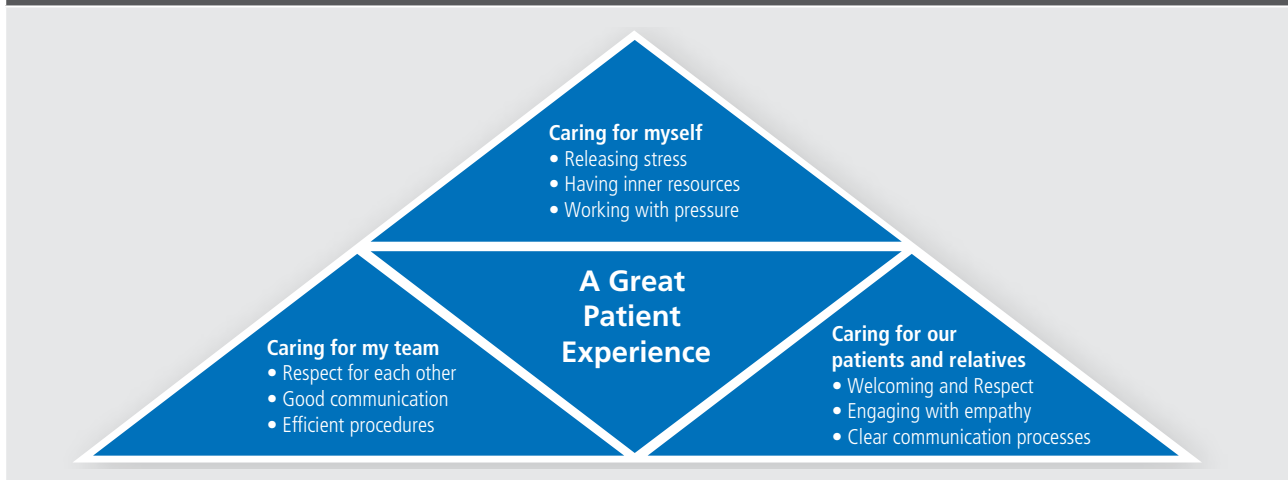 Caring for myself
• Releasing stress
• Having inner resources
• Working with pressure
A Great
Patient
Experience
Caring for my team
• Respect for each other
• Good communication
• Efficient procedures
Caring for our
patients and relatives
• Welcoming and Respect
• Engaging with empathy
• Clear communication processes